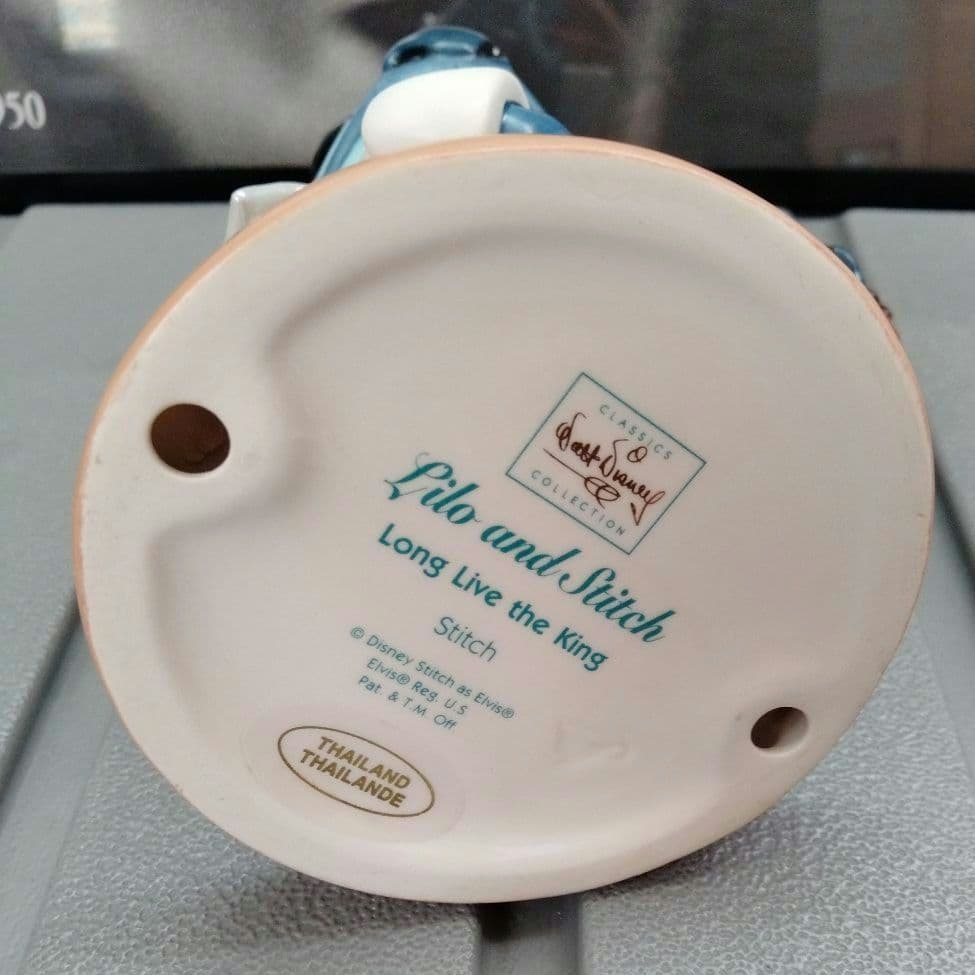 950
CLASSICS
Walt Disney
COLLECTION
Lilo and Stitch
Long Live the King
Stitch
© Disney Stitch as Elvis®
Elvis® Reg. U.S
Pat. & T.M. Off
THAILAND
THAILANDE